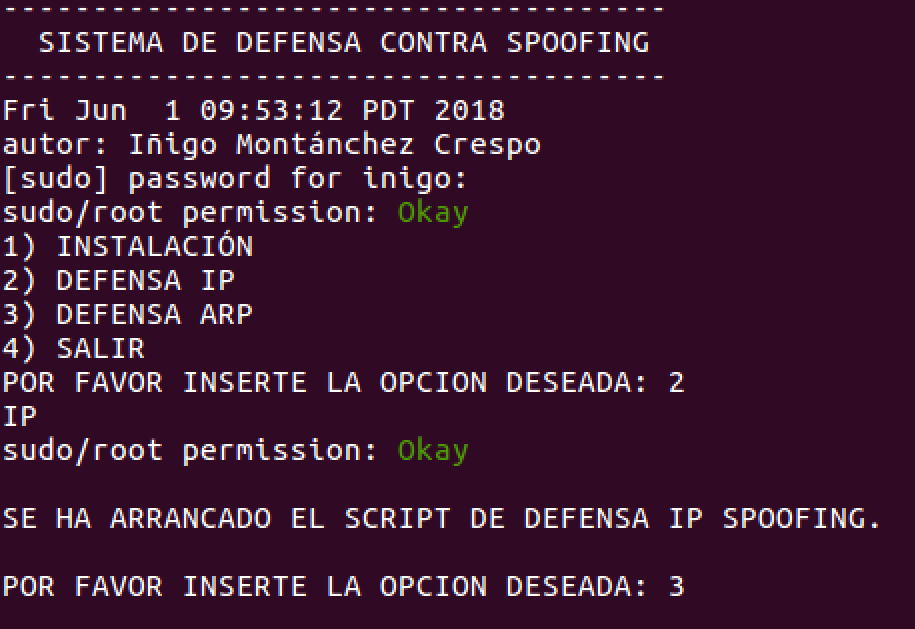 -------------------------------------
SISTEMA DE DEFENSA CONTRA SPOOFING
-------------------------------------
Fri Jun  1 09:53:12 PDT 2018
autor: Iñigo Montánchez Crespo
[sudo] password for inigo:
sudo/root permission: Okay
1) INSTALACIÓN
2) DEFENSA IP
3) DEFENSA ARP
4) SALIR
POR FAVOR INSERTE LA OPCION DESEADA: 2
IP
sudo/root permission: Okay
SE HA ARRANCADO EL SCRIPT DE DEFENSA IP SPOOFING.
POR FAVOR INSERTE LA OPCION DESEADA: 3